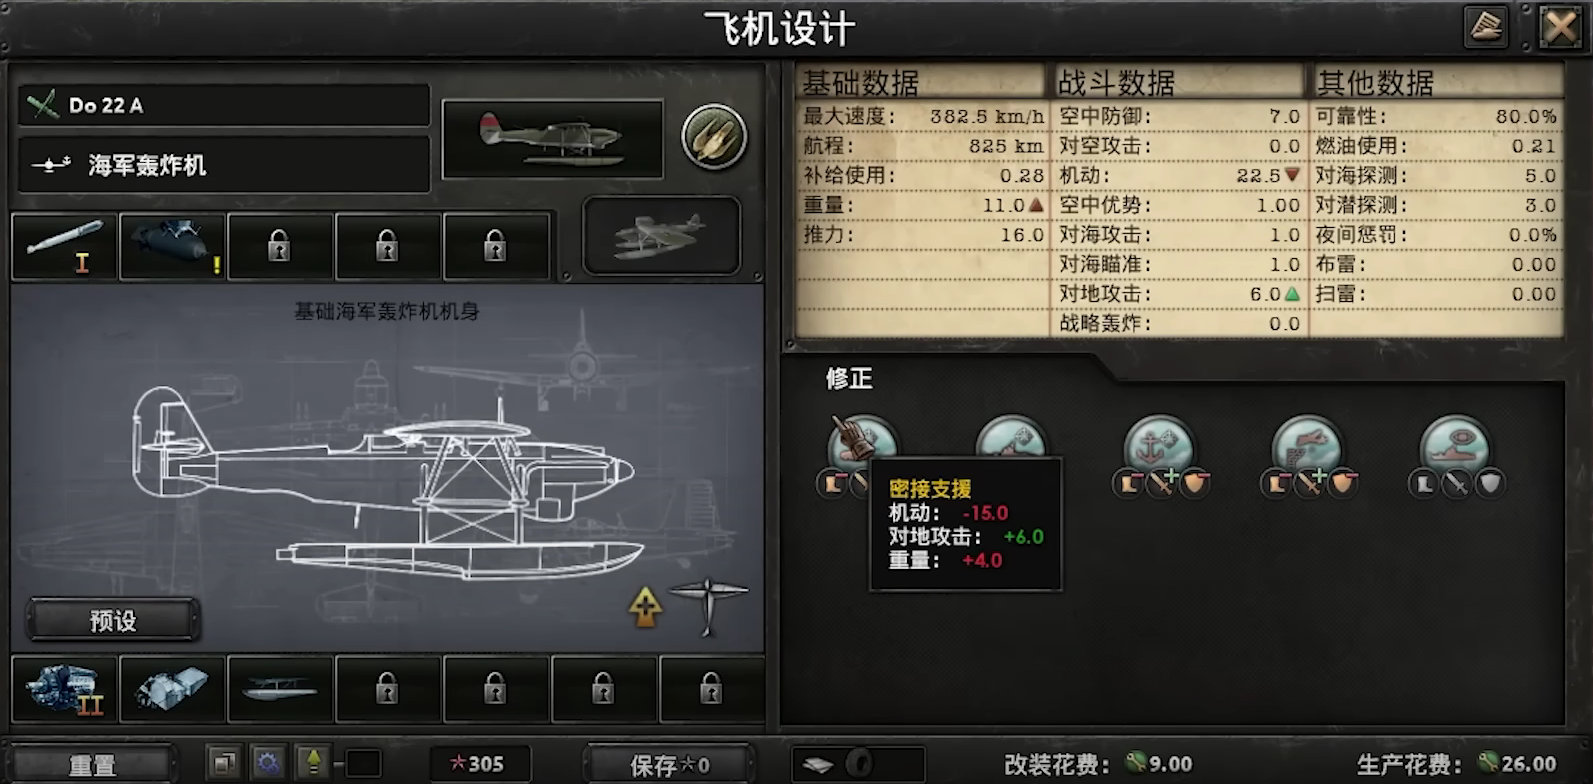 飞机设计
Do 22 A
海军轰炸机
I
!
基础海军轰炸机机身
预设
II
基础数据
最大速度: 382.5 km/h
航程: 825 km
补给使用: 0.28
重量: 11.0
推力: 16.0
战斗数据
空中防御: 7.0
对空攻击: 0.0
机动: 22.5
空中优势: 1.00
对海攻击: 1.0
对海瞄准: 1.0
对地攻击: 6.0
战略轰炸: 0.0
其他数据
可靠性: 80.0%
燃油使用: 0.21
对海探测: 5.0
对潜探测: 3.0
夜间惩罚: 0.0%
布雷: 0.00
扫雷: 0.00
修正
密接支援
机动: -15.0
对地攻击: +6.0
重量: +4.0
重置
305
保存 0
改装花费: 9.00
生产花费: 26.00